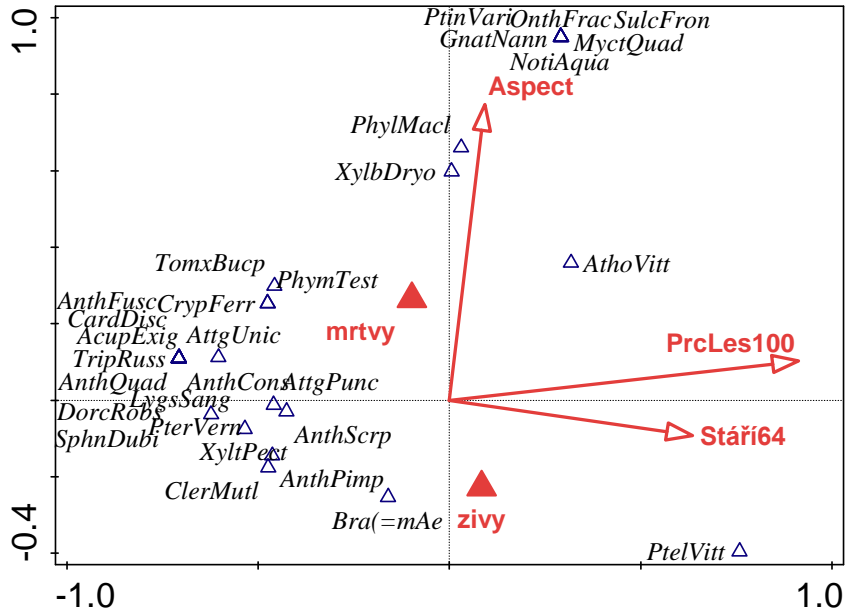 1.0
PtinVari OnthFrac SulcFron
GnatNann MyctQuad
NotiAqua
Aspect
PhylMacl
XylbDryo
TomxBucp
PhymTest
AthoVitt
AnthFusc CrypFerr
CardDisc
mrtvy
AcupExig AttgUnic
PrcLes100
TripRuss
AnthQuad AnthCons AttgPunc
LygsSang
DorcRobs PterVern
SphnDubi AnthScrp
Stáří64
XyltPect
ClerMutl AnthPimp
Bra(=mAe zivy
PtelVitt
-0.4
-1.0 1.0